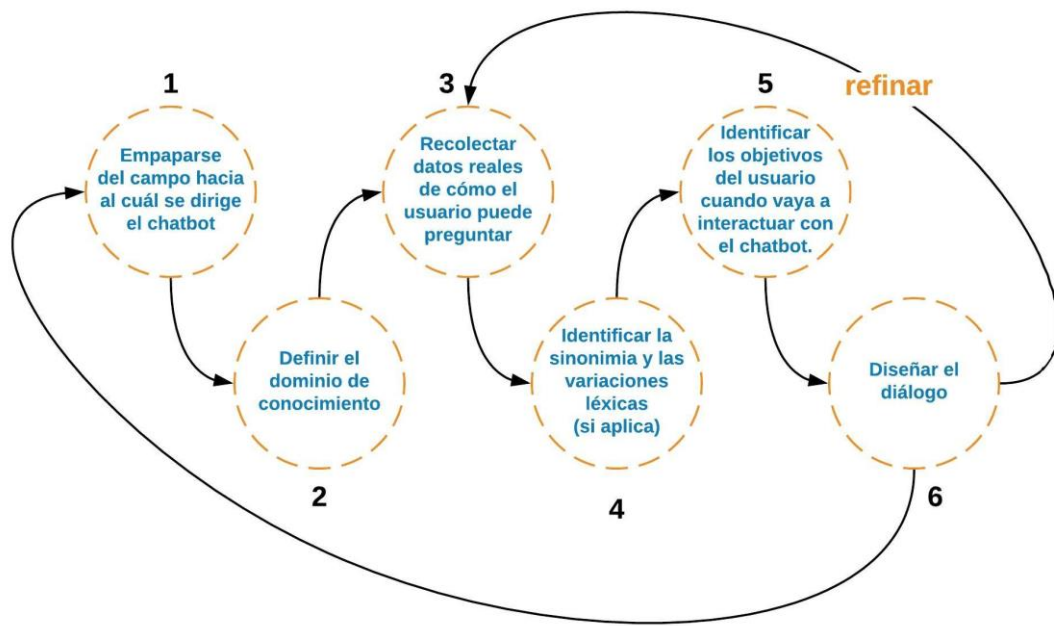 1
Empaparse
del campo hacia
al cuál se dirige
el chatbot
2
Definir el
dominio de
conocimiento
3
Recolectar
datos reales
de cómo el
usuario puede
preguntar
4
Identificar la
sinonimia y las
variaciones
léxicas
(si aplica)
5
Identificar
los objetivos
del usuario
cuando vaya a
interactuar con
el chatbot.
6
Diseñar el
diálogo
refinar